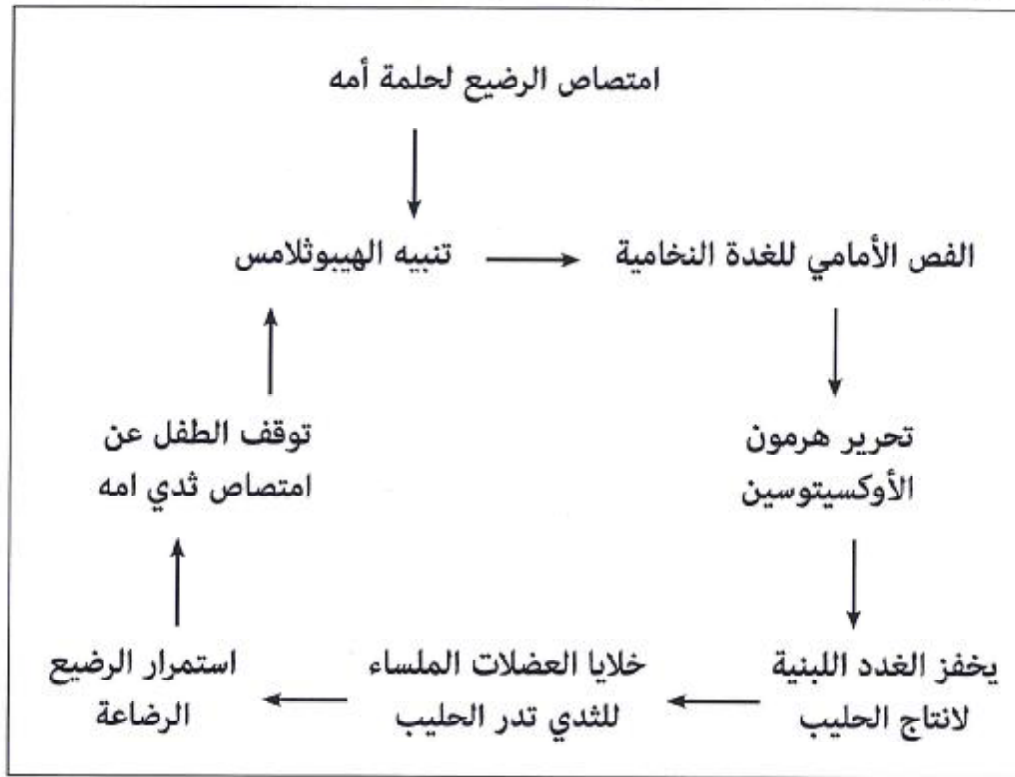 امتصاص الرضيع لحلمة أمه
تنبيه الهيبوثلامس
الفص الأمامي للغدة النخامية
تحرير هرمون
الأوكسيتوسين
يخفز الغدد اللبنية
لانتاج الحليب
خلايا العضلات الملساء
للثدي تدر الحليب
استمرار الرضيع
الرضاعة
توقف الطفل عن
امتصاص ثدي امه